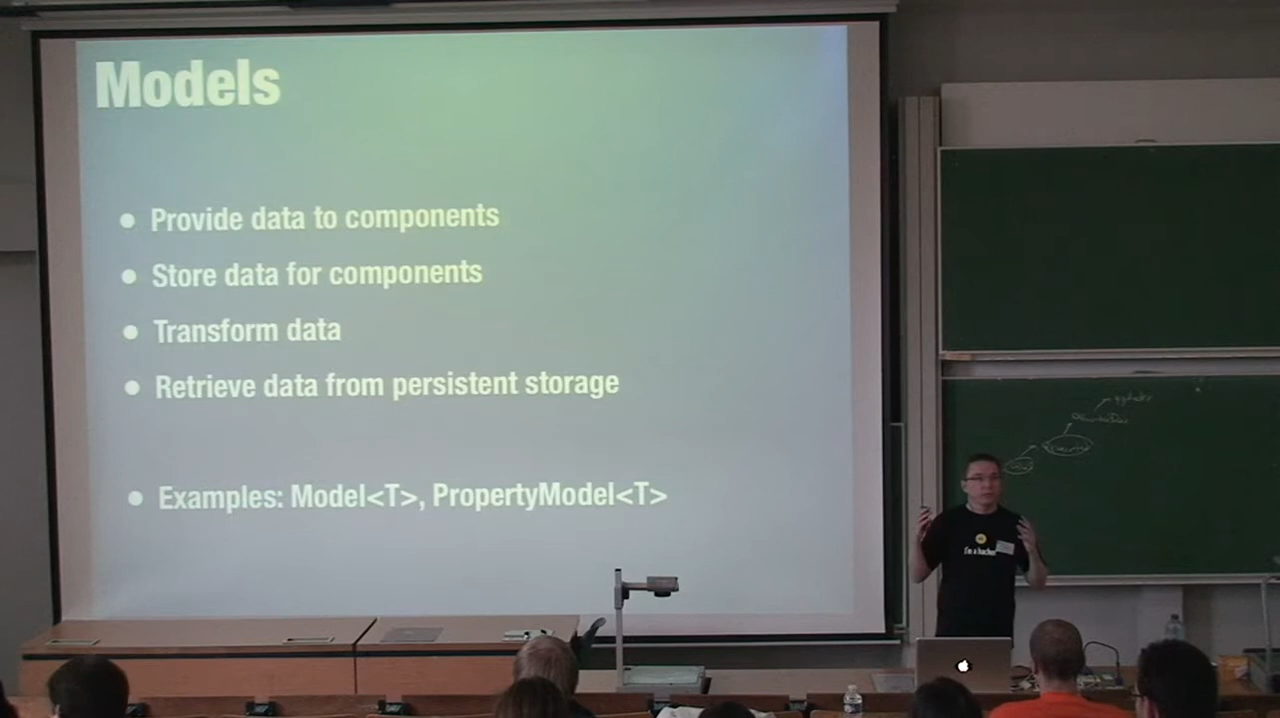 Models
• Provide data to components
• Store data for components
• Transform data
• Retrieve data from persistent storage
• Examples: Model<T>, PropertyModel<T>
I'm a hacker